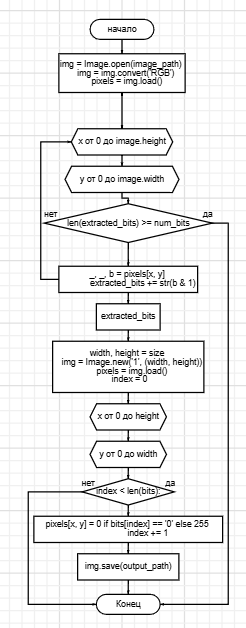 начало
img = Image.open(image_path)
img = img.convert('RGB')
pixels = img.load()
x от 0 до image.height
y от 0 до image.width
нет
да
len(extracted_bits) >= num_bits
_, _, b = pixels[x, y]
extracted_bits += str(b & 1)
extracted_bits
width, height = size
img = Image.new('1', (width, height))
pixels = img.load()
index = 0
x от 0 до height
y от 0 до width
нет
да
index < len(bits):
pixels[x, y] = 0 if bits[index] == '0' else 255
index += 1
img.save(output_path)
Конец